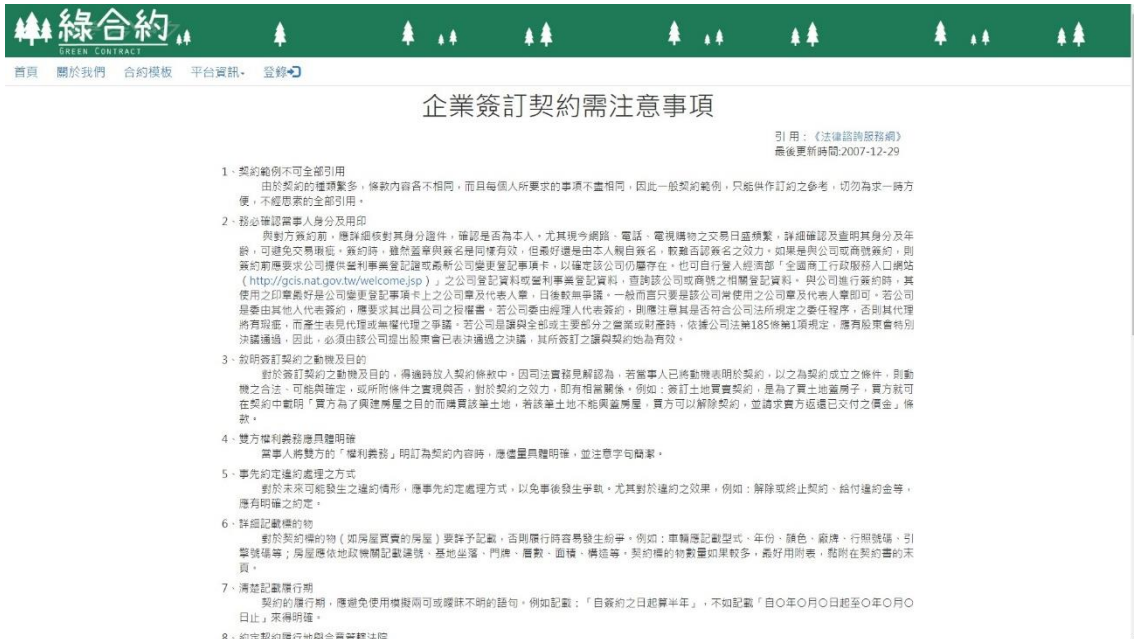 綠合約
GREEN CONTRACT
首頁 關於我們 合約模板 平台資訊 登錄
企業簽訂契約需注意事項
引用：《法律諮詢服務網》
最後更新時間:2007-12-29
1、契約範例不可全部引用
由於契約的種類繁多，條款內容各不相同，而且每個人所要求的事項不盡相同，因此一般契約範例，只能供作訂約之參考，切勿為求一時方
便，不經思素的全部引用。
2、務必確認當事人身分及用印
與對方簽約前，應詳細核對其身分證件，確認是否為本人。尤其現今網路、電話、電視購物之交易日益頻繁，詳細確認及查明其身分及年
齡，可避免交易瑕疵。簽約時，雖然蓋章與簽名是同樣有效，但最好還是由本人親自簽名，較難否認簽名之效力。如果是與公司或商號簽約，則
簽約前應要求公司提供營利事業登記證或最新公司變更登記事項卡，以確定該公司仍屬存在。也可自行登入經濟部「全國商工行政服務入口網站
（http://gcis.nat.gov.tw/welcome.jsp）」之公司登記資料或營利事業登記資料，查詢該公司或商號之相關登記資料。 與公司進行簽約時，其
使用之印章最好是公司變更登記事項卡上之公司章及代表人章，日後較無爭議。一般而言只要是該公司常使用之公司章及代表人章即可。若公司
是委由其他人代表簽約，應要求其出具公司之授權書。若公司委由經理人代表簽約，則應注意其是否符合公司法所規定之委任程序，否則其代理
將有瑕疵，而產生表見代理或無權代理之爭議。若公司是讓與全部或主要部分之營業或財產時，依據公司法第185條第1項規定，應有股東會特別
決議通過，因此，必須由該公司提出股東會已表決通過之決議，其所簽訂之讓與契約始為有效。
3、敘明簽訂契約之動機及目的
對於簽訂契約之動機及目的，得適時放入契約條款中。因司法實務見解認為，若當事人已將動機表明於契約，以之為契約成立之條件，則動
機之合法、可能與確定，或所附條件之實現與否，對於契約之效力，即有相當關係。例如：簽訂土地買賣契約，是為了買土地蓋房子，買方就可
在契約中載明「買方為了興建房屋之目的而購買該筆土地，若該筆土地不能興蓋房屋，買方可以解除契約，並請求賣方返還已交付之價金」條
款。
4、雙方權利義務應具體明確
當事人將雙方的「權利義務」明訂為契約內容時，應儘量具體明確，並注意字句簡潔。
5、事先約定違約處理之方式
對於未來可能發生之違約情形，應事先約定處理方式，以免事後發生爭執。尤其對於違約之效果，例如：解除或終止契約、給付違約金等，
應有明確之約定。
6、詳細記載標的物
對於契約標的物（如房屋買賣的房屋）要詳予記載，否則履行時容易發生紛爭。例如：車輛應記載型式、年份、顏色、廠牌、行照號碼、引
擎號碼等；房屋應依地政機關記載建號、基地坐落、門牌、層數、面積、構造等。契約標的物數量如果較多，最好用附表，黏附在契約書的末
頁。
7、清楚記載履行期
契約的履行期，應避免使用模擬兩可或曖昧不明的語句。例如記載：「自簽約之日起算半年」，不如記載「自○年○月○日起至○年○月○
日止」來得明確。
8、約定契約履行地與合意管轄法院